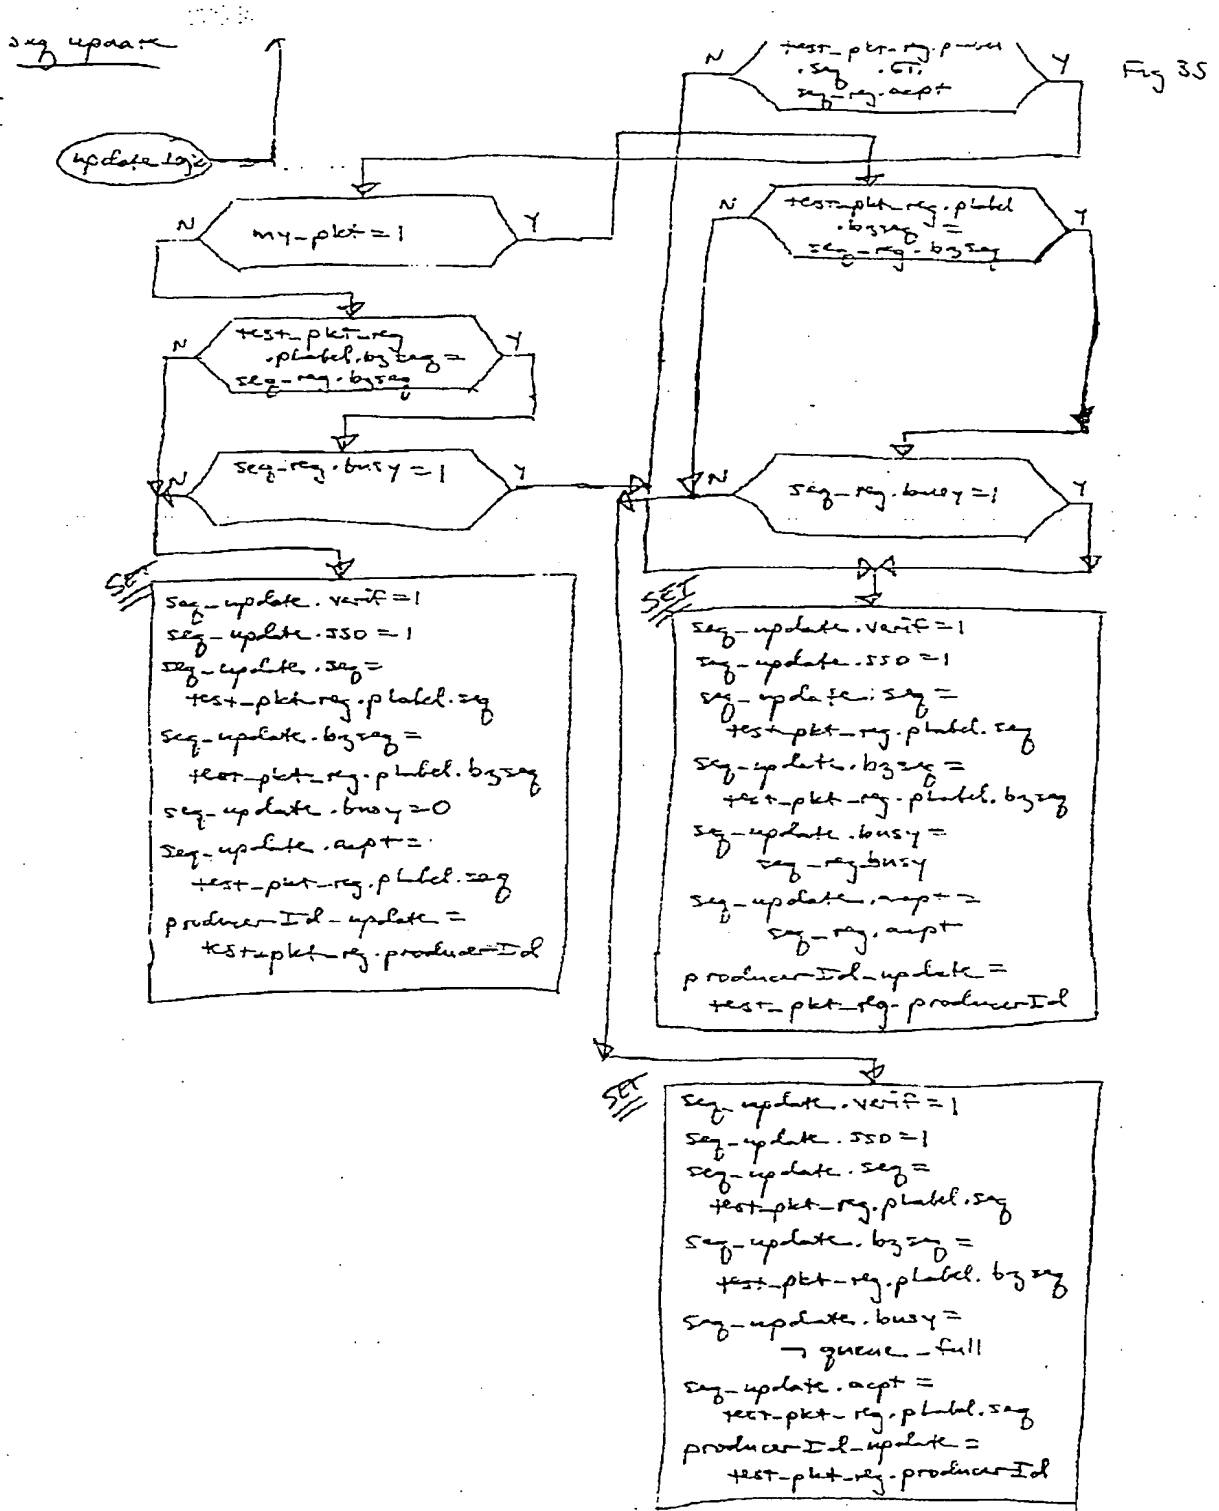 seq update
Fig 35
N
test_pkt_reg.plabel
.seq .GT.
seq_reg.acpt
Y
update logic
N
my_pkt=1
Y
N
test_pkt_reg.plabel
.bzseq =
seq_reg.bzseq
Y
N
test_pkt_reg
.plabel.bzseq =
seq_reg.bzseq
Y
N
seq_reg.busy=1
Y
N
seq_reg.busy=1
Y
SET
seq_update.verif=1
seq_update.sso=1
seq_update.seq=
test_pkt_reg.plabel.seq
seq_update.bzseq=
test_pkt_reg.plabel.bzseq
seq_update.busy=0
seq_update.acpt=
test_pkt_reg.plabel.seq
producerId_update=
test_pkt_reg.producerId
SET
seq_update.verif=1
seq_update.sso=1
seq_update.seq=
test_pkt_reg.plabel.seq
seq_update.bzseq=
test_pkt_reg.plabel.bzseq
seq_update.busy=
seq_reg.busy
seq_update.acpt=
seq_reg.acpt
producerId_update=
test_pkt_reg.producerId
SET
seq_update.verif=1
seq_update.sso=1
seq_update.seq=
test_pkt_reg.plabel.seq
seq_update.bzseq=
test_pkt_reg.plabel.bzseq
seq_update.busy=
¬ queue_full
seq_update.acpt=
test_pkt_reg.plabel.seq
producerId_update=
test_pkt_reg.producerId